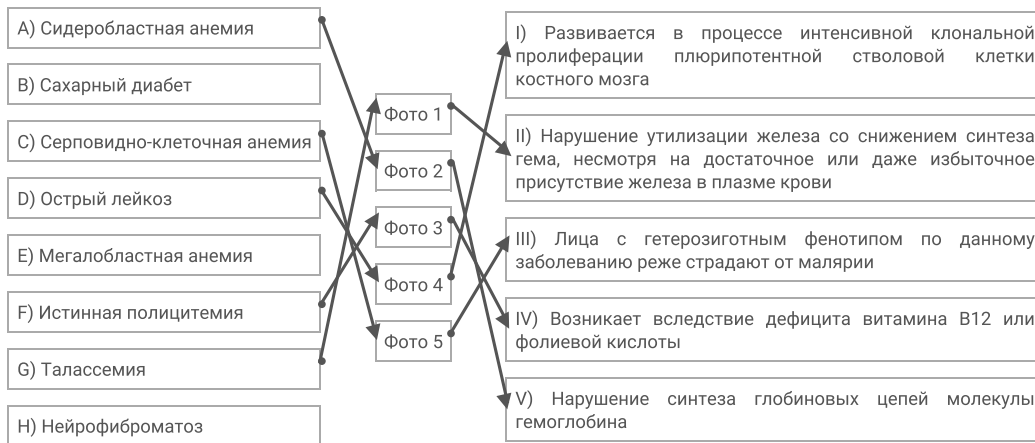 A) Сидеробластная анемия
B) Сахарный диабет
C) Серповидно-клеточная анемия
D) Острый лейкоз
E) Мегалобластная анемия
F) Истинная полицитемия
G) Талассемия
H) Нейрофиброматоз
Фото 1
Фото 2
Фото 3
Фото 4
Фото 5
I) Развивается в процессе интенсивной клональной
пролиферации плюрипотентной стволовой клетки
костного мозга
II) Нарушение утилизации железа со снижением синтеза
гема, несмотря на достаточное или даже избыточное
присутствие железа в плазме крови
III) Лица с гетерозиготным фенотипом по данному
заболеванию реже страдают от малярии
IV) Возникает вследствие дефицита витамина B12 или
фолиевой кислоты
V) Нарушение синтеза глобиновых цепей молекулы
гемоглобина